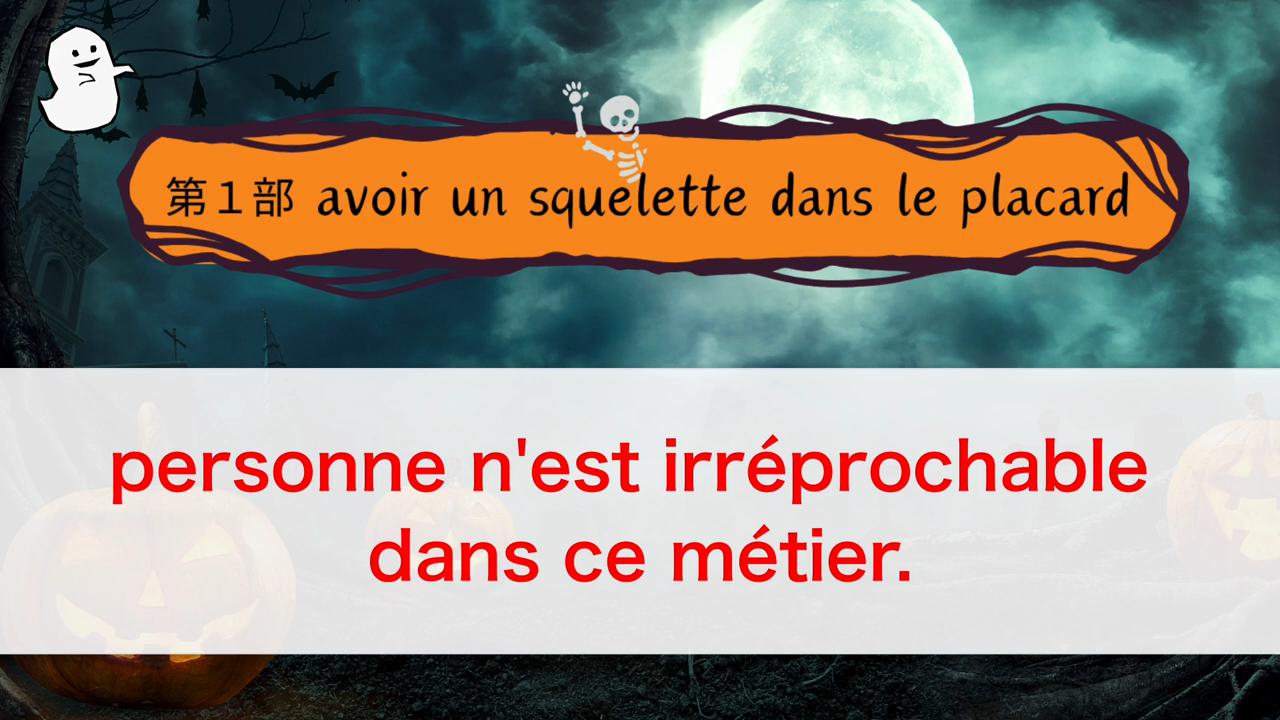 第１部 avoir un squelette dans le placard
personne n'est irréprochable
dans ce métier.